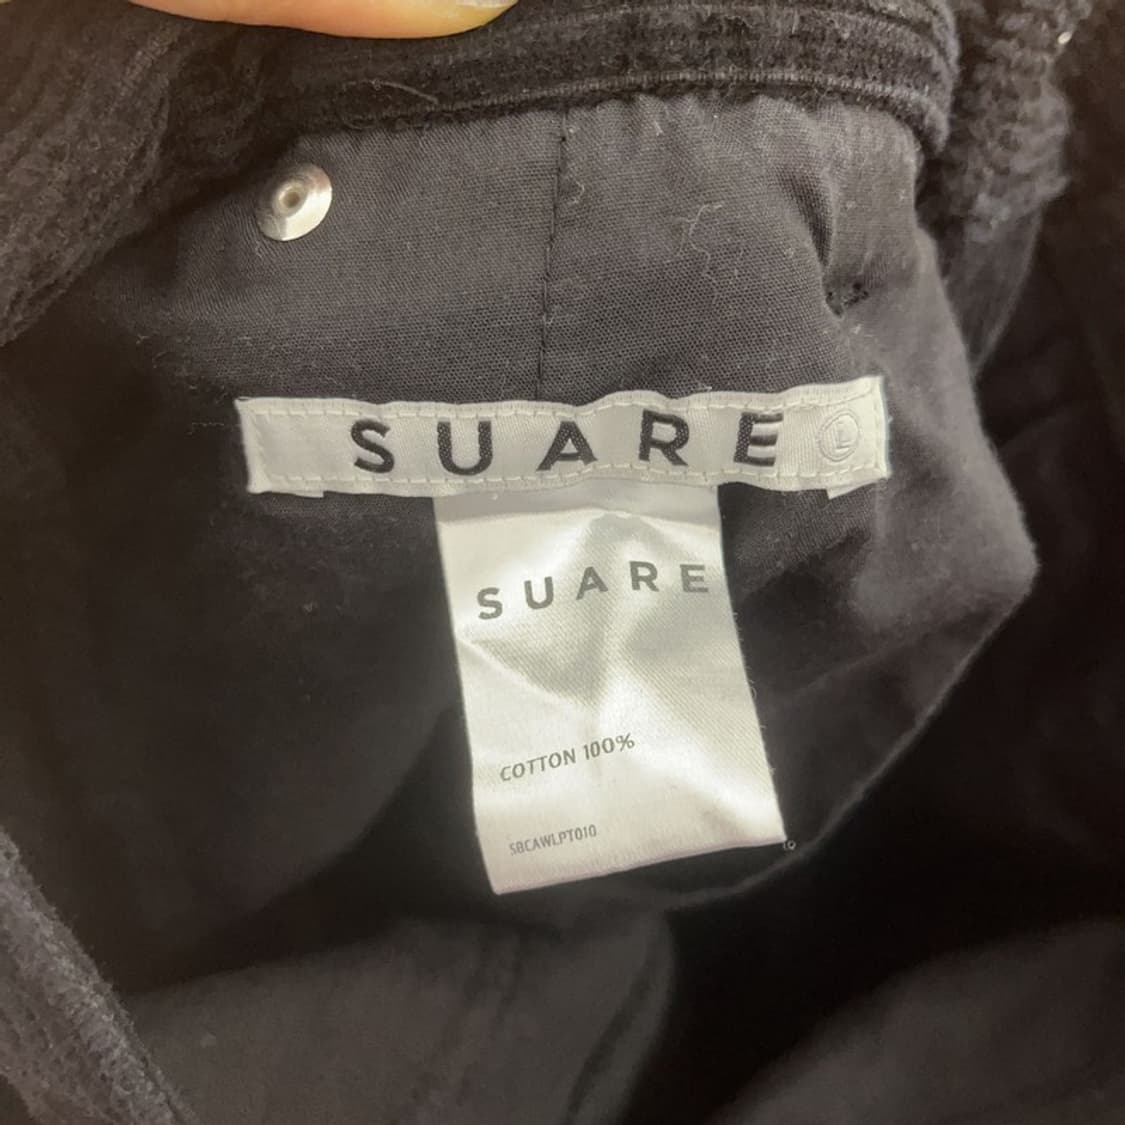 SUARE Ⓛ
SUARE
COTTON 100%
SBCAWLPT010